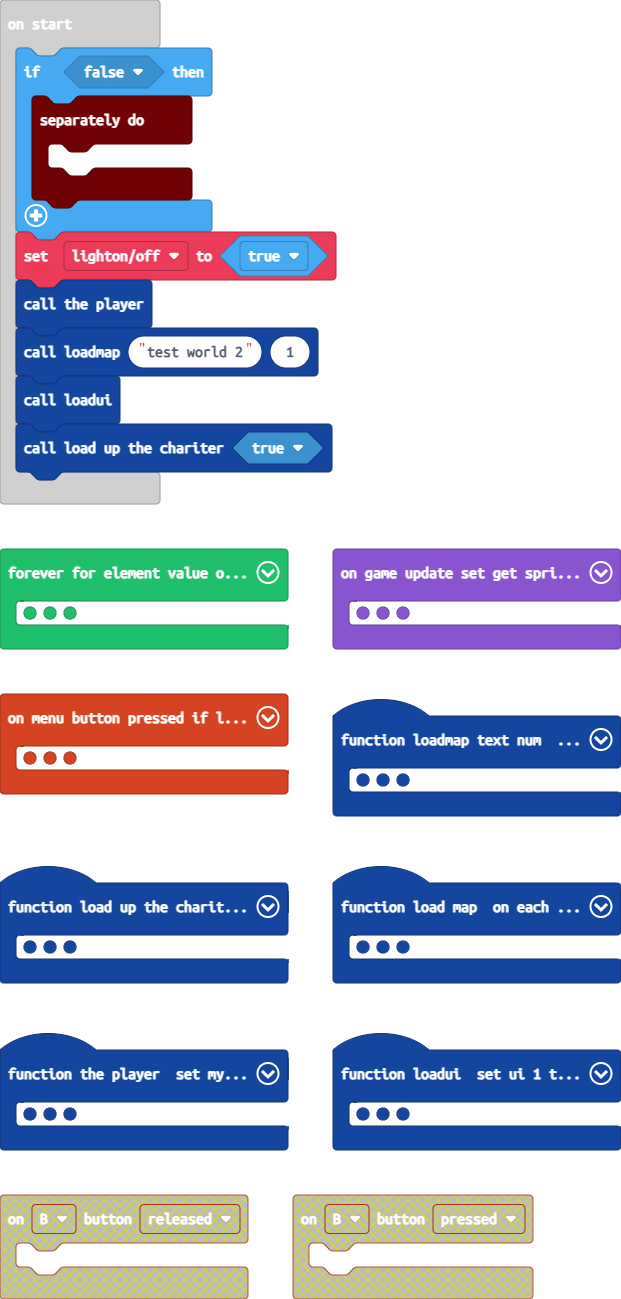 on start
if false then
separately do
set lighton/off to true
call the player
call loadmap "test world 2" 1
call loadui
call load up the chariter true
forever for element value o...
on game update set get spri...
on menu button pressed if l...
function loadmap text num ...
function load up the charit...
function load map on each ...
function the player set my...
function loadui set ui 1 t...
on B button released
on B button pressed